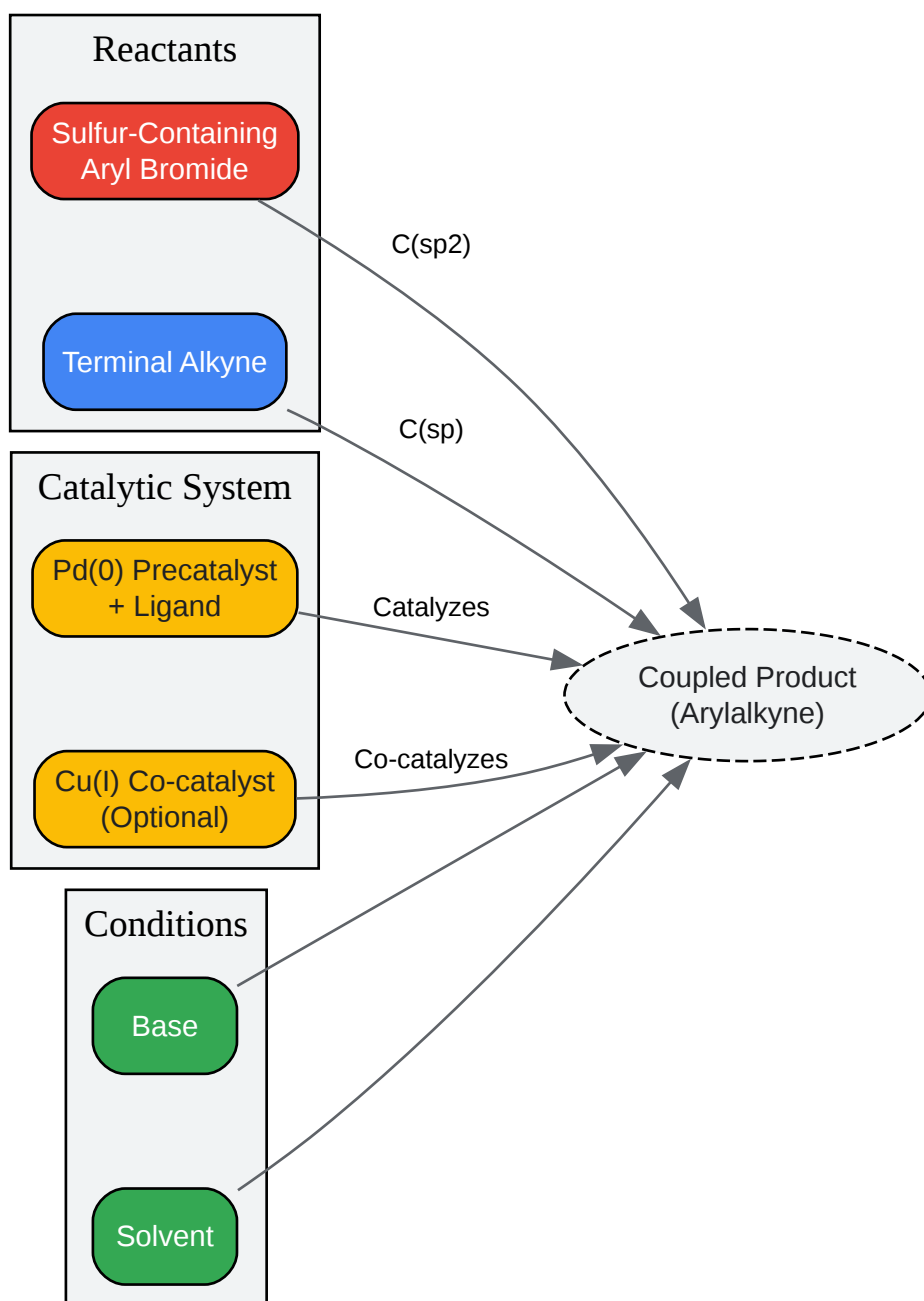 Reactants
Sulfur-Containing
Aryl Bromide
C(sp2)
Terminal Alkyne
C(sp)
Catalytic System
Pd(0) Precatalyst
+ Ligand
Catalyzes
Coupled Product
(Arylalkyne)
Cu(I) Co-catalyst
(Optional)
Co-catalyzes
Conditions
Base
Solvent